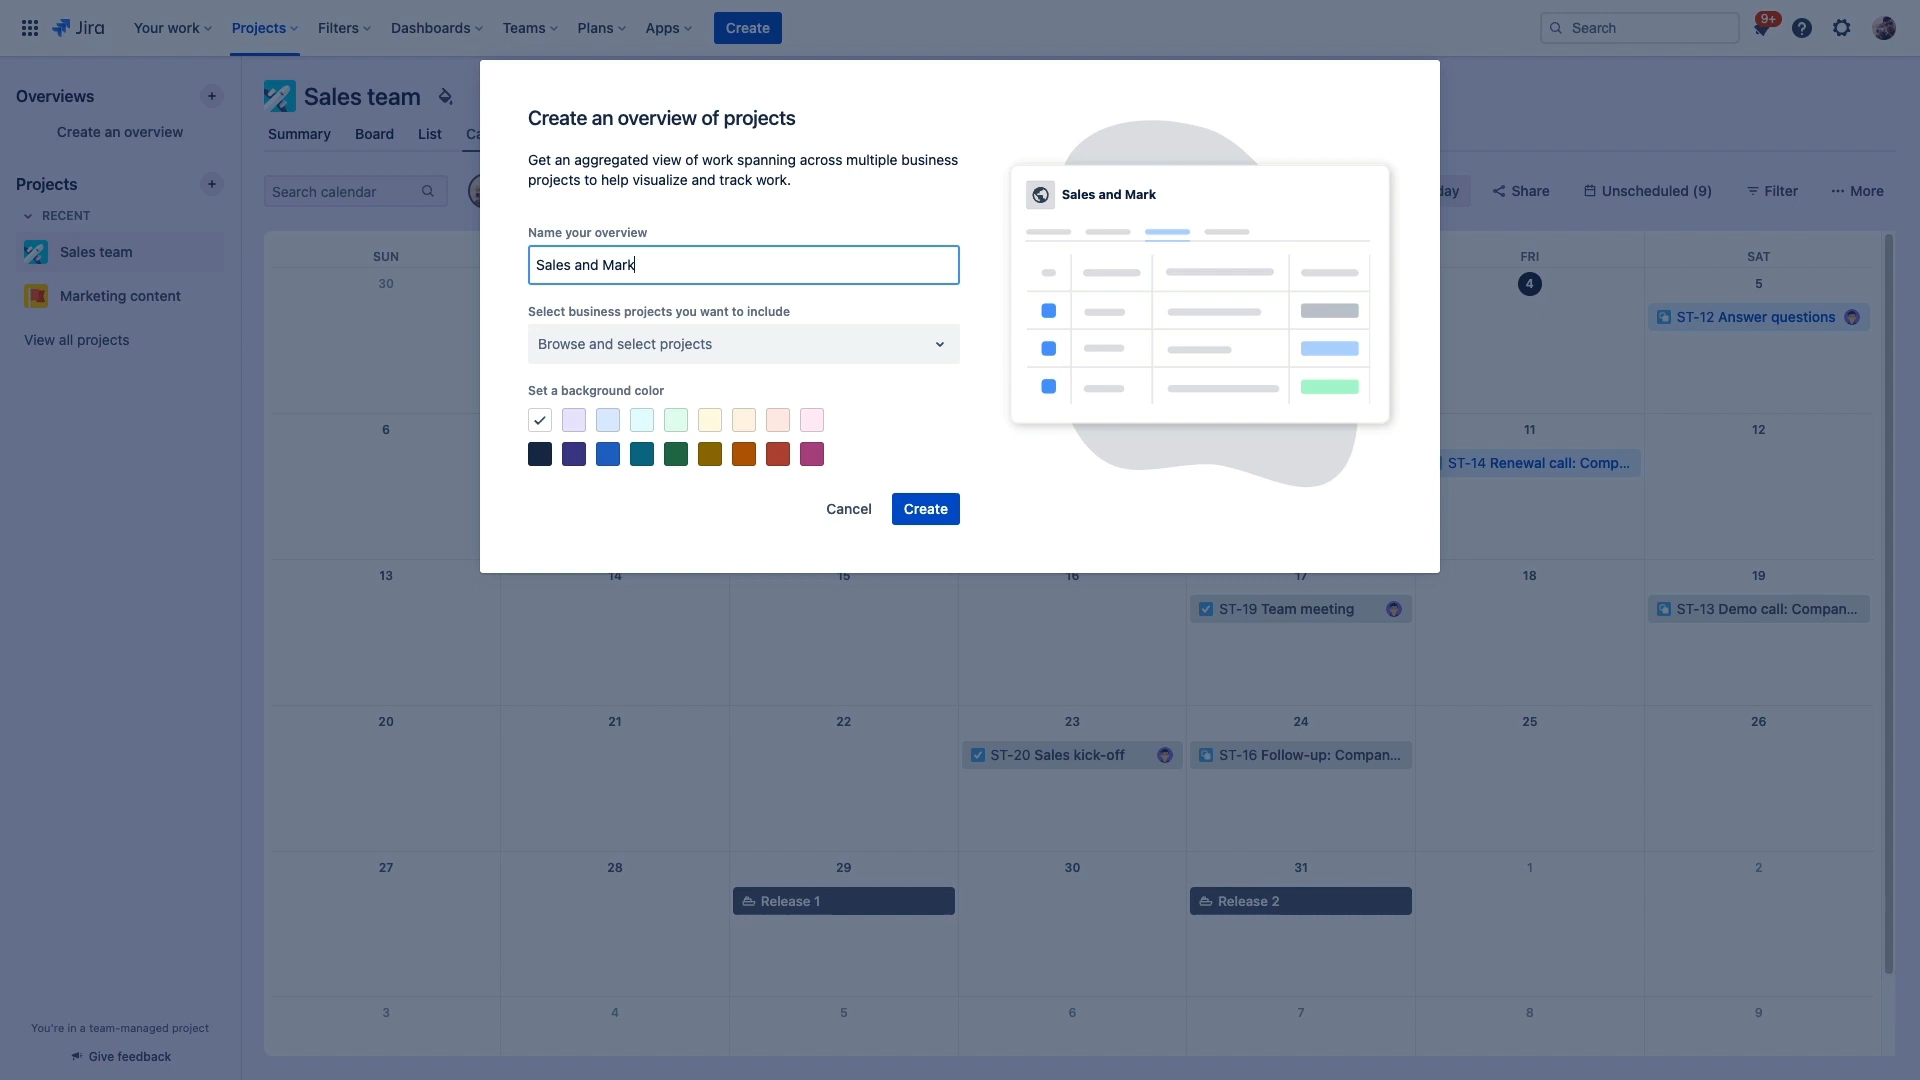 Jira
Your work
Projects
Filters
Dashboards
Teams
Plans
Apps
Create
Search
9+
Overviews
Create an overview
Projects
RECENT
Sales team
Marketing content
View all projects
You're in a team-managed project
Give feedback
Sales team
Summary
Board
List
Search calendar
Share
Unscheduled (9)
Filter
More
Create an overview of projects
Get an aggregated view of work spanning across multiple business
projects to help visualize and track work.
Name your overview
Sales and Mark
Select business projects you want to include
Browse and select projects
Set a background color
Cancel
Create
Sales and Mark
SUN
FRI
SAT
30
4
5
ST-12 Answer questions
6
11
12
ST-14 Renewal call: Comp...
13
14
15
16
17
18
19
ST-19 Team meeting
ST-13 Demo call: Compan...
20
21
22
23
24
25
26
ST-20 Sales kick-off
ST-16 Follow-up: Compan...
27
28
29
30
31
1
2
Release 1
Release 2
3
4
5
6
7
8
9